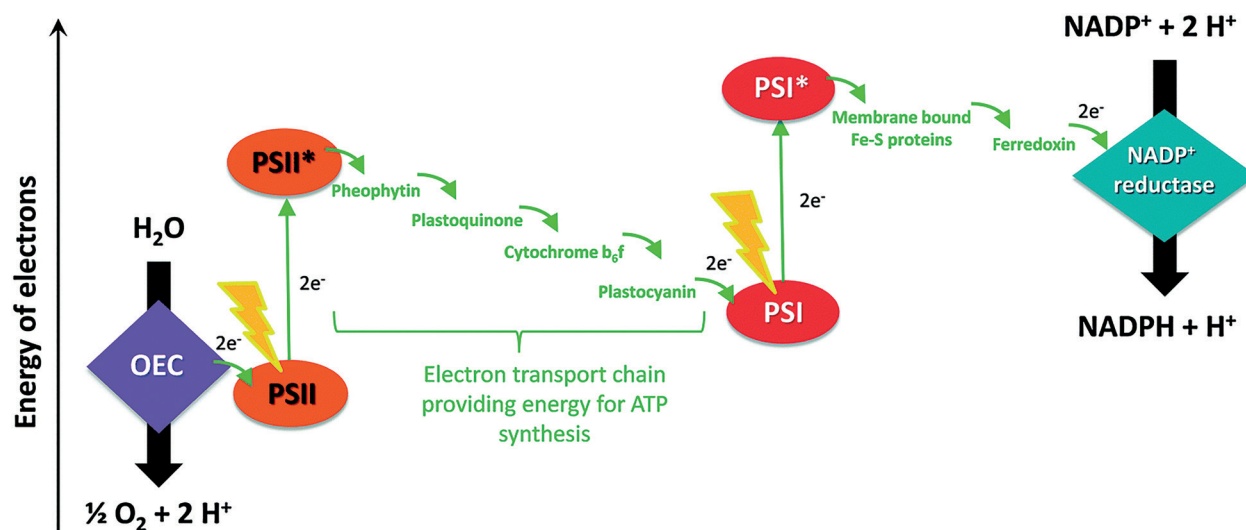 Energy of electrons
H₂O
OEC
½ O₂ + 2 H⁺
2e⁻
PSII
2e⁻
PSII*
Pheophytin
Plastoquinone
Cytochrome b₆f
Plastocyanin
Electron transport chain
providing energy for ATP
synthesis
2e⁻
PSI
2e⁻
PSI*
Membrane bound
Fe-S proteins
Ferredoxin
2e⁻
NADP⁺ + 2 H⁺
NADP⁺
reductase
NADPH + H⁺